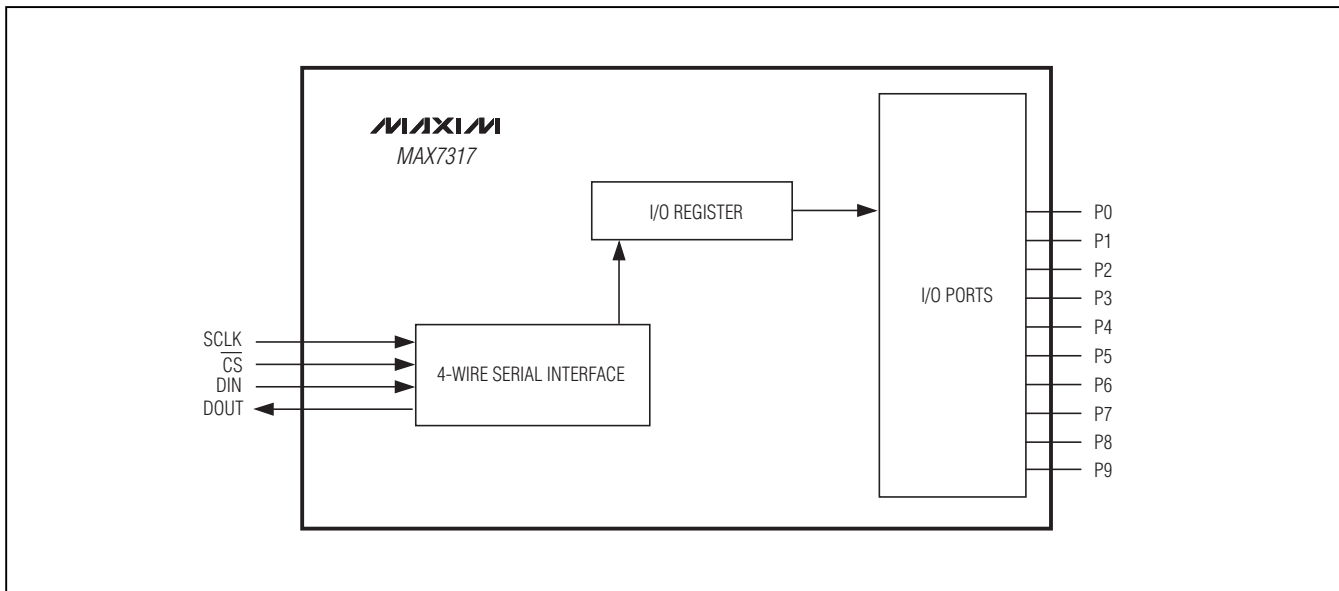 MAXIM
MAX7317
I/O REGISTER
I/O PORTS
4-WIRE SERIAL INTERFACE
SCLK
C̅S̅
DIN
DOUT
P0
P1
P2
P3
P4
P5
P6
P7
P8
P9